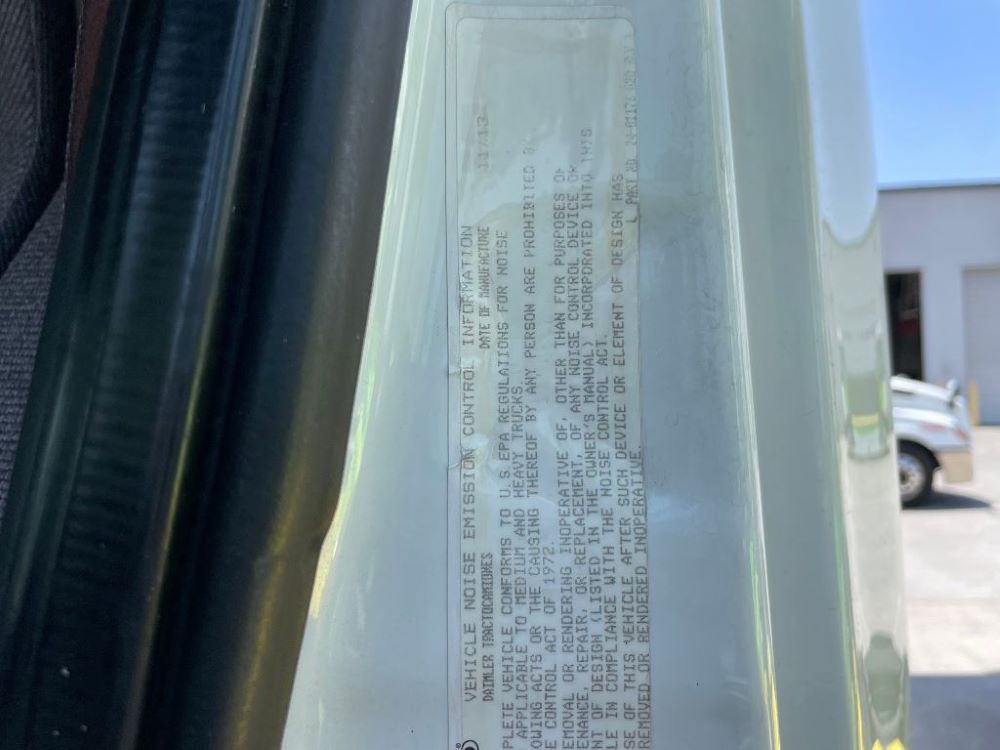 VEHICLE NOISE EMISSION CONTROL INFORMATION
DAIMLER TRACTOCAMIONES DATE OF MANUFACTURE 11/13
PLETE VEHICLE CONFORMS TO U.S.EPA REGULATIONS FOR NOISE
APPLICABLE TO MEDIUM AND HEAVY TRUCKS.
OWING ACTS OR THE CAUSING THEREOF BY ANY PERSON ARE PROHIBITED
E CONTROL ACT OF 1972.
EMOVAL OR RENDERING INOPERATIVE OF, OTHER THAN FOR PURPOSES OF
ENANCE, REPAIR, OR REPLACEMENT, OF ANY NOISE CONTROL DEVICE OR
NT OF DESIGN (LISTED IN THE OWNER'S MANUAL) INCORPORATED INTO THIS
LE IN COMPLIANCE WITH THE NOISE CONTROL ACT.
SE OF THIS VEHICLE AFTER SUCH DEVICE OR ELEMENT OF DESIGN HAS
REMOVED OR RENDERED INOPERATIVE.
PART NO.